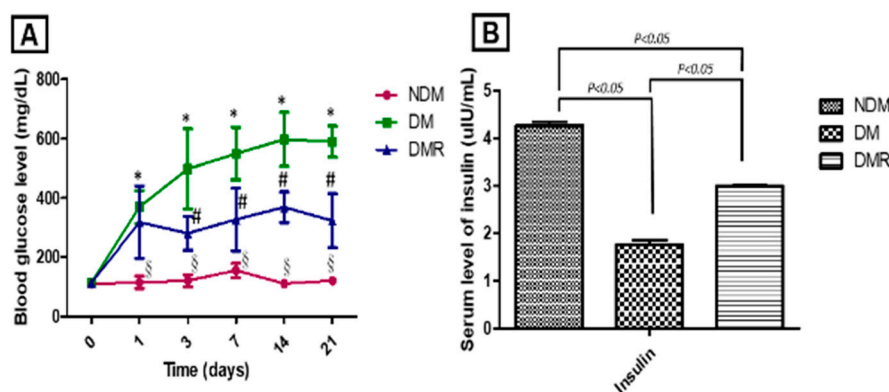 A
Blood glucose level (mg/dL)
800
600
400
200
0
0 1 3 7 14 21
Time (days)
* * * * * *
# # # #
§ § § § §
NDM
DM
DMR
B
Serum level of insulin (uIU/mL)
5
4
3
2
1
0
P<0.05
P<0.05
P<0.05
Insulin
NDM
DM
DMR